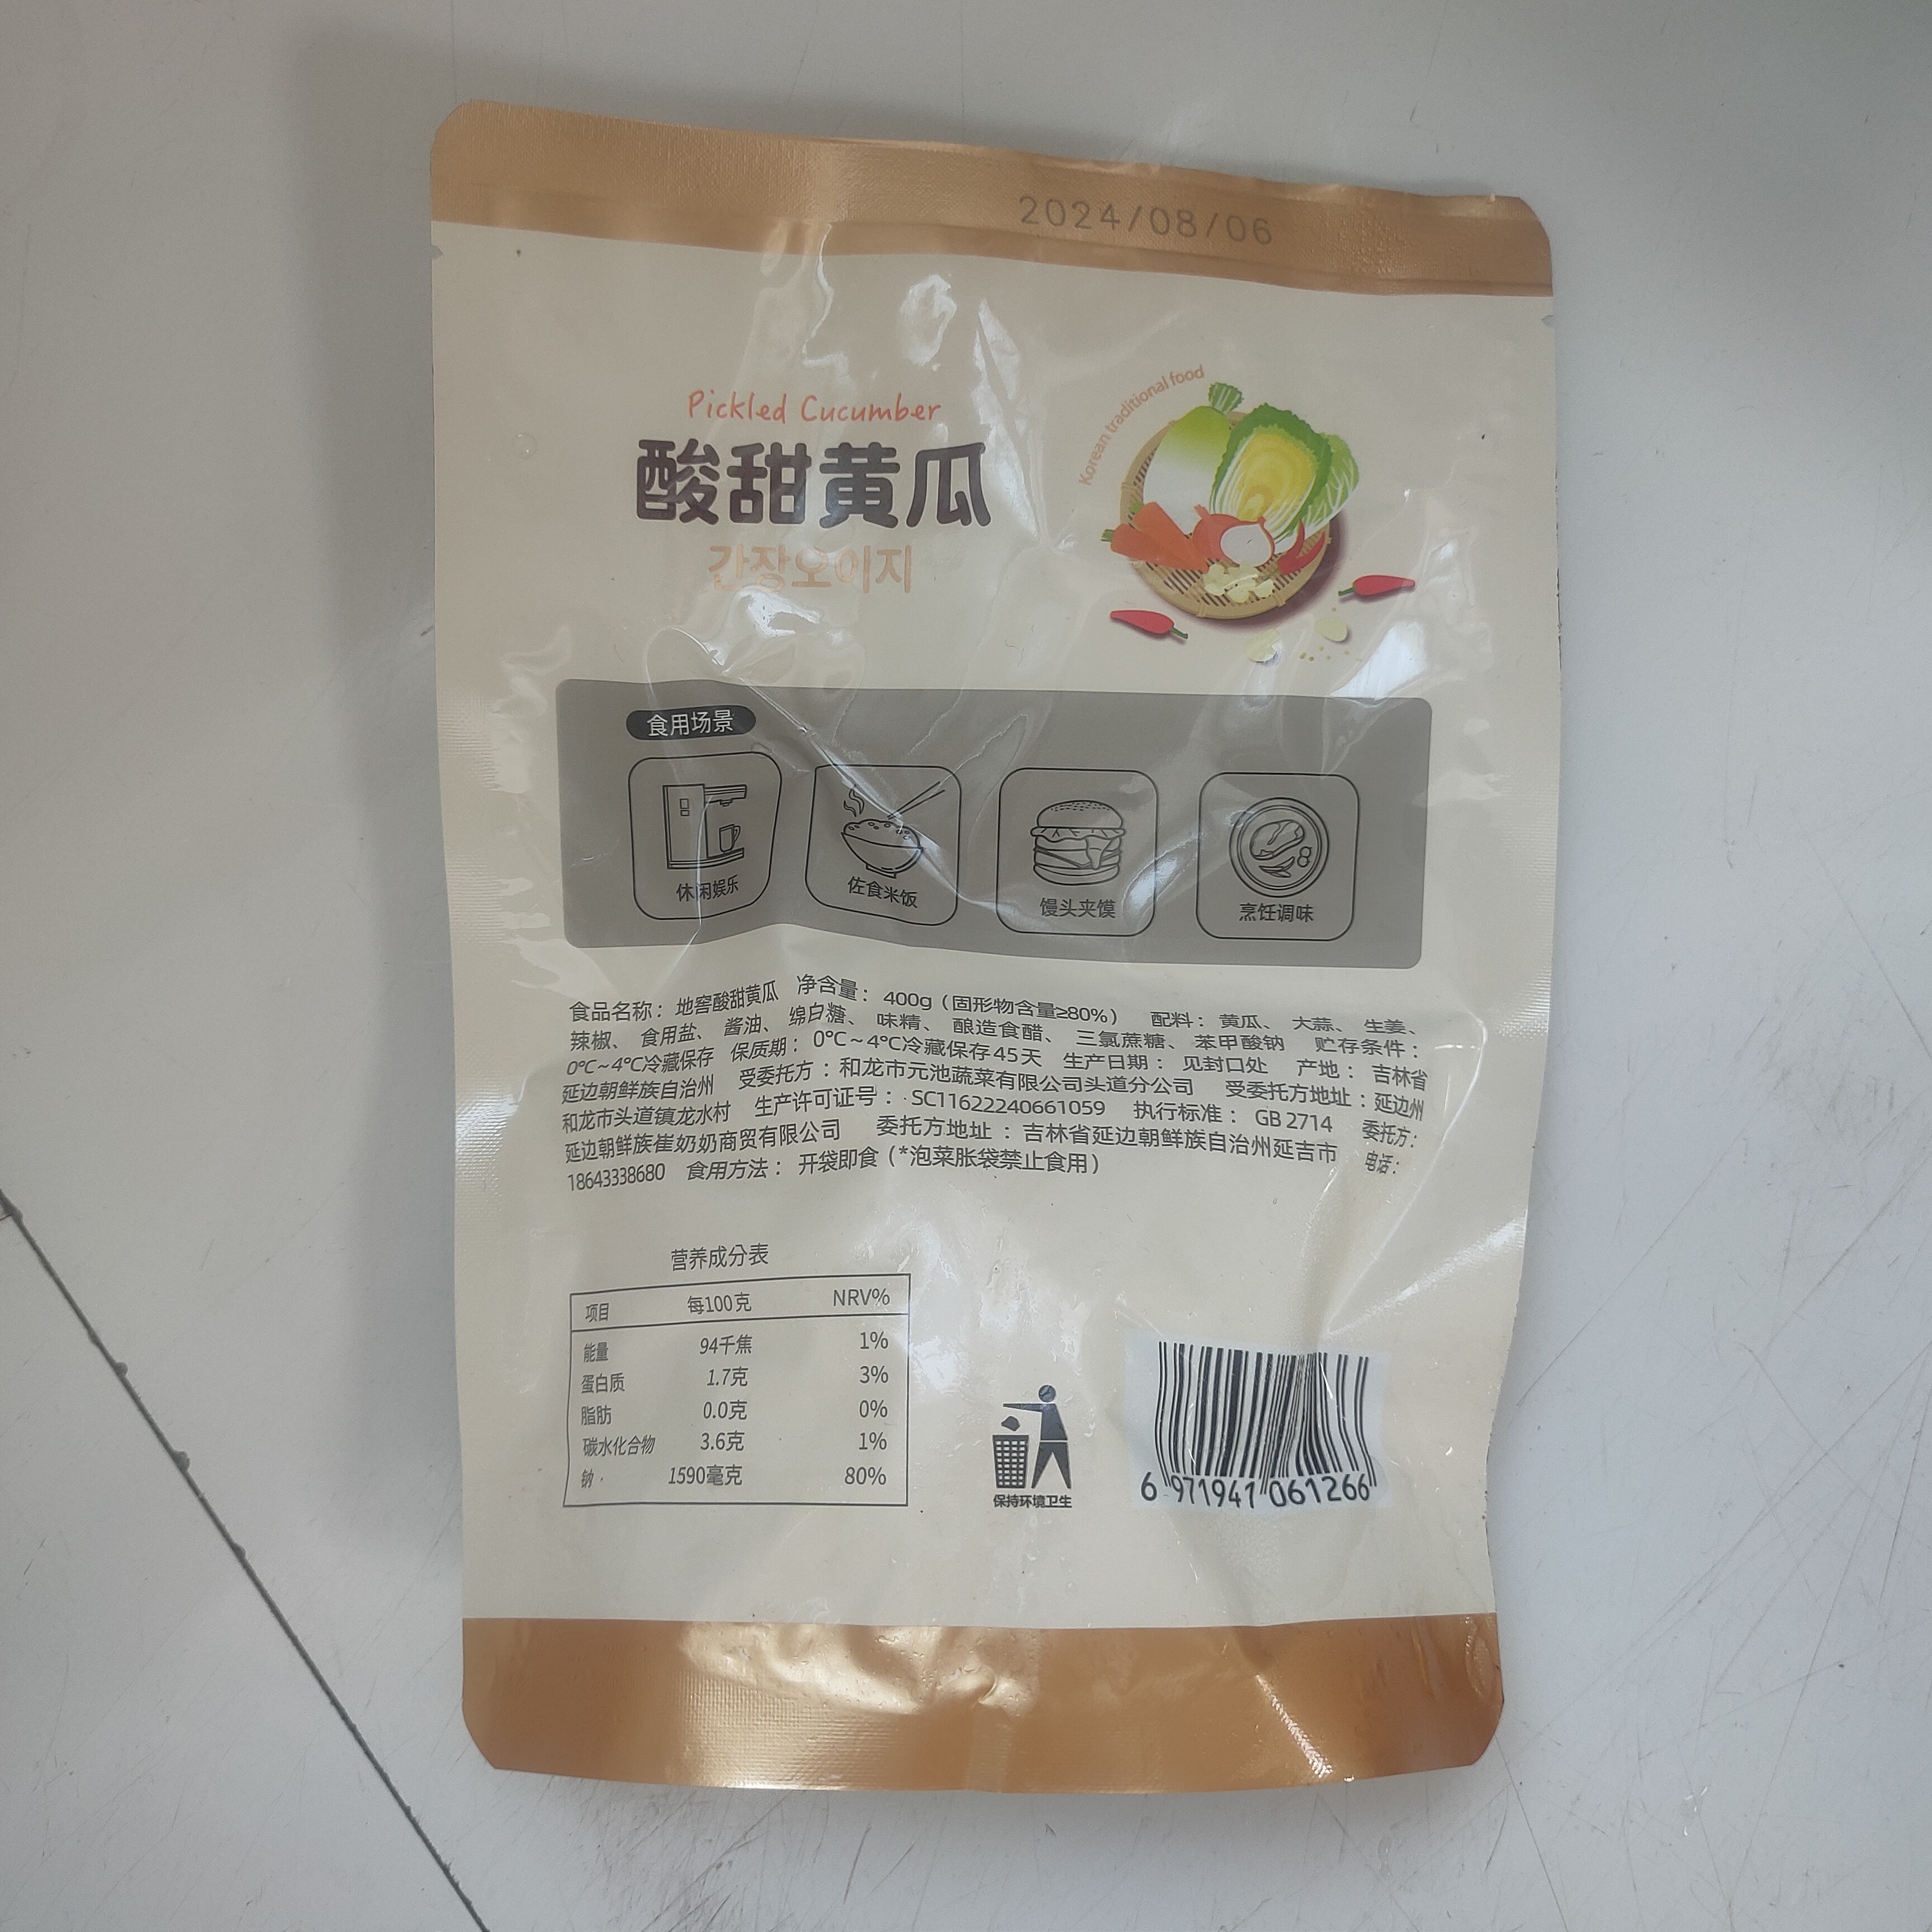 2024/08/06
Pickled Cucumber
Korean traditional food
酸甜黄瓜
간장오이지
食用场景
休闲娱乐 佐食米饭 馒头夹馍 烹饪调味
食品名称：地窖酸甜黄瓜 净含量：400g（固形物含量≥80%） 配料：黄瓜、大蒜、生姜、
辣椒、食用盐、酱油、绵白糖、味精、酿造食醋、三氯蔗糖、苯甲酸钠 贮存条件：
0℃~4℃冷藏保存 保质期：0℃~4℃冷藏保存45天 生产日期：见封口处 产地：吉林省
延边朝鲜族自治州 受委托方：和龙市元池蔬菜有限公司头道分公司 受委托方地址：延边州
和龙市头道镇龙水村 生产许可证号：SC11622240661059 执行标准：GB 2714 委托方：
延边朝鲜族崔奶奶商贸有限公司 委托方地址：吉林省延边朝鲜族自治州延吉市 电话：
18643338680 食用方法：开袋即食（*泡菜胀袋禁止食用）
营养成分表
项目 每100克 NRV%
能量 94千焦 1%
蛋白质 1.7克 3%
脂肪 0.0克 0%
碳水化合物 3.6克 1%
钠 1590毫克 80%
保持环境卫生
6 971941 061266